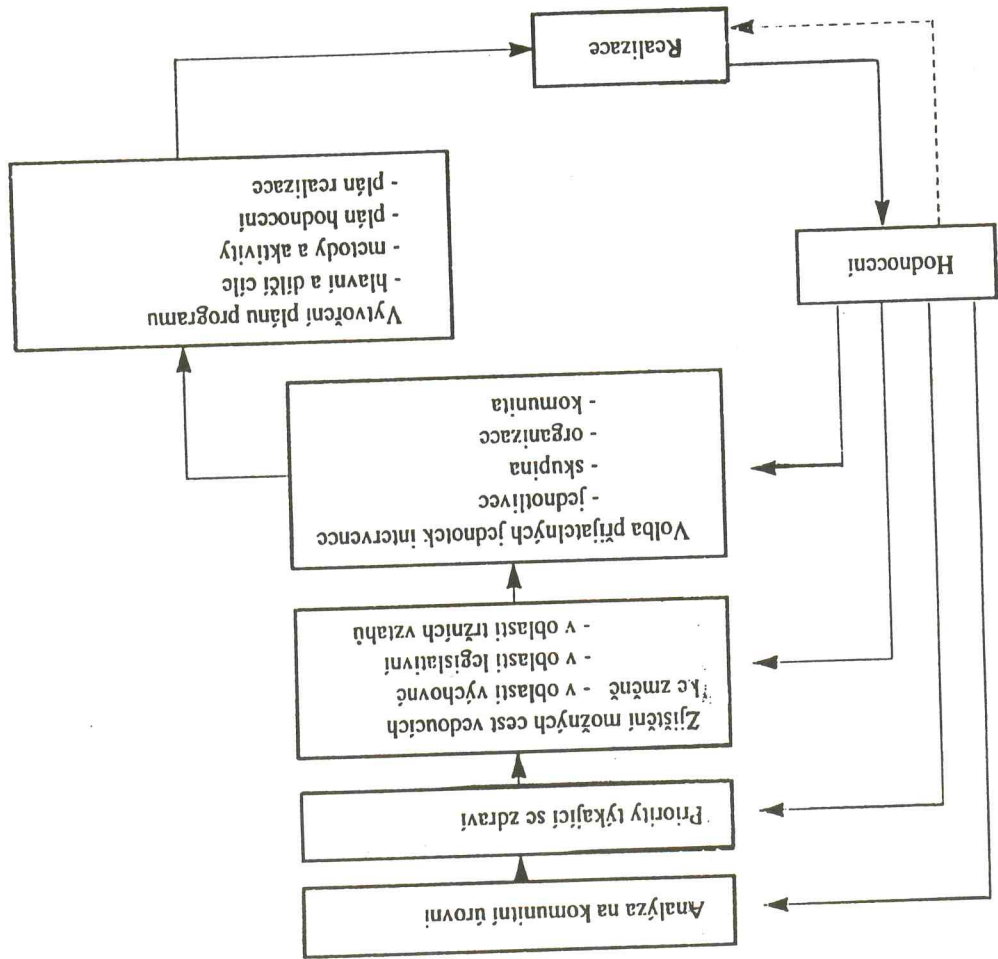 Analýza na komunitní úrovni
Priority týkající se zdraví
Zjištění možných cest vedoucích
ke změně - v oblasti výchovné
- v oblasti legislativní
- v oblasti tržních vztahů
Volba přijatelných jednotek intervence
- jednotlivec
- skupina
- organizace
- komunita
Vytvoření plánu programu
- hlavní a dílčí cíle
- metody a aktivity
- plán hodnocení
- plán realizace
Hodnocení
Realizace